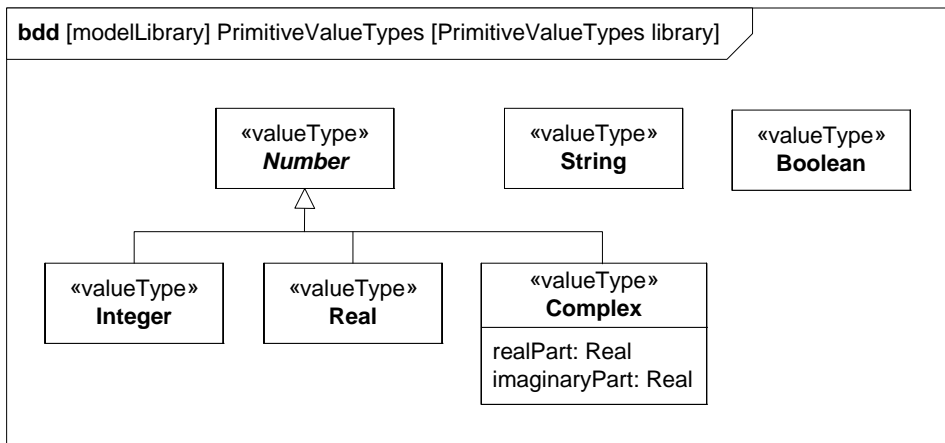 bdd [modelLibrary] PrimitiveValueTypes [PrimitiveValueTypes library]
«valueType»
Number
«valueType»
String
«valueType»
Boolean
«valueType»
Integer
«valueType»
Real
«valueType»
Complex
realPart: Real
imaginaryPart: Real